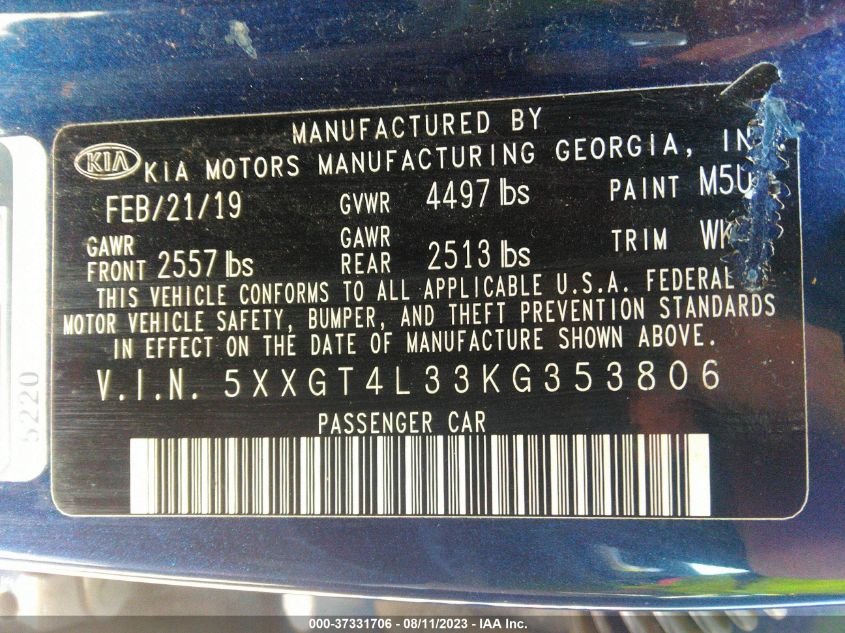 MANUFACTURED BY
KIA KIA MOTORS MANUFACTURING GEORGIA, IN
FEB/21/19 GVWR 4497 lbs PAINT M5U
GAWR FRONT 2557 lbs GAWR REAR 2513 lbs TRIM WK
THIS VEHICLE CONFORMS TO ALL APPLICABLE U.S.A. FEDERAL
MOTOR VEHICLE SAFETY, BUMPER, AND THEFT PREVENTION STANDARDS
IN EFFECT ON THE DATE OF MANUFACTURE SHOWN ABOVE.
V.I.N. 5XXGT4L33KG353806
PASSENGER CAR
5220
000-37331706 - 08/11/2023 - IAA Inc.